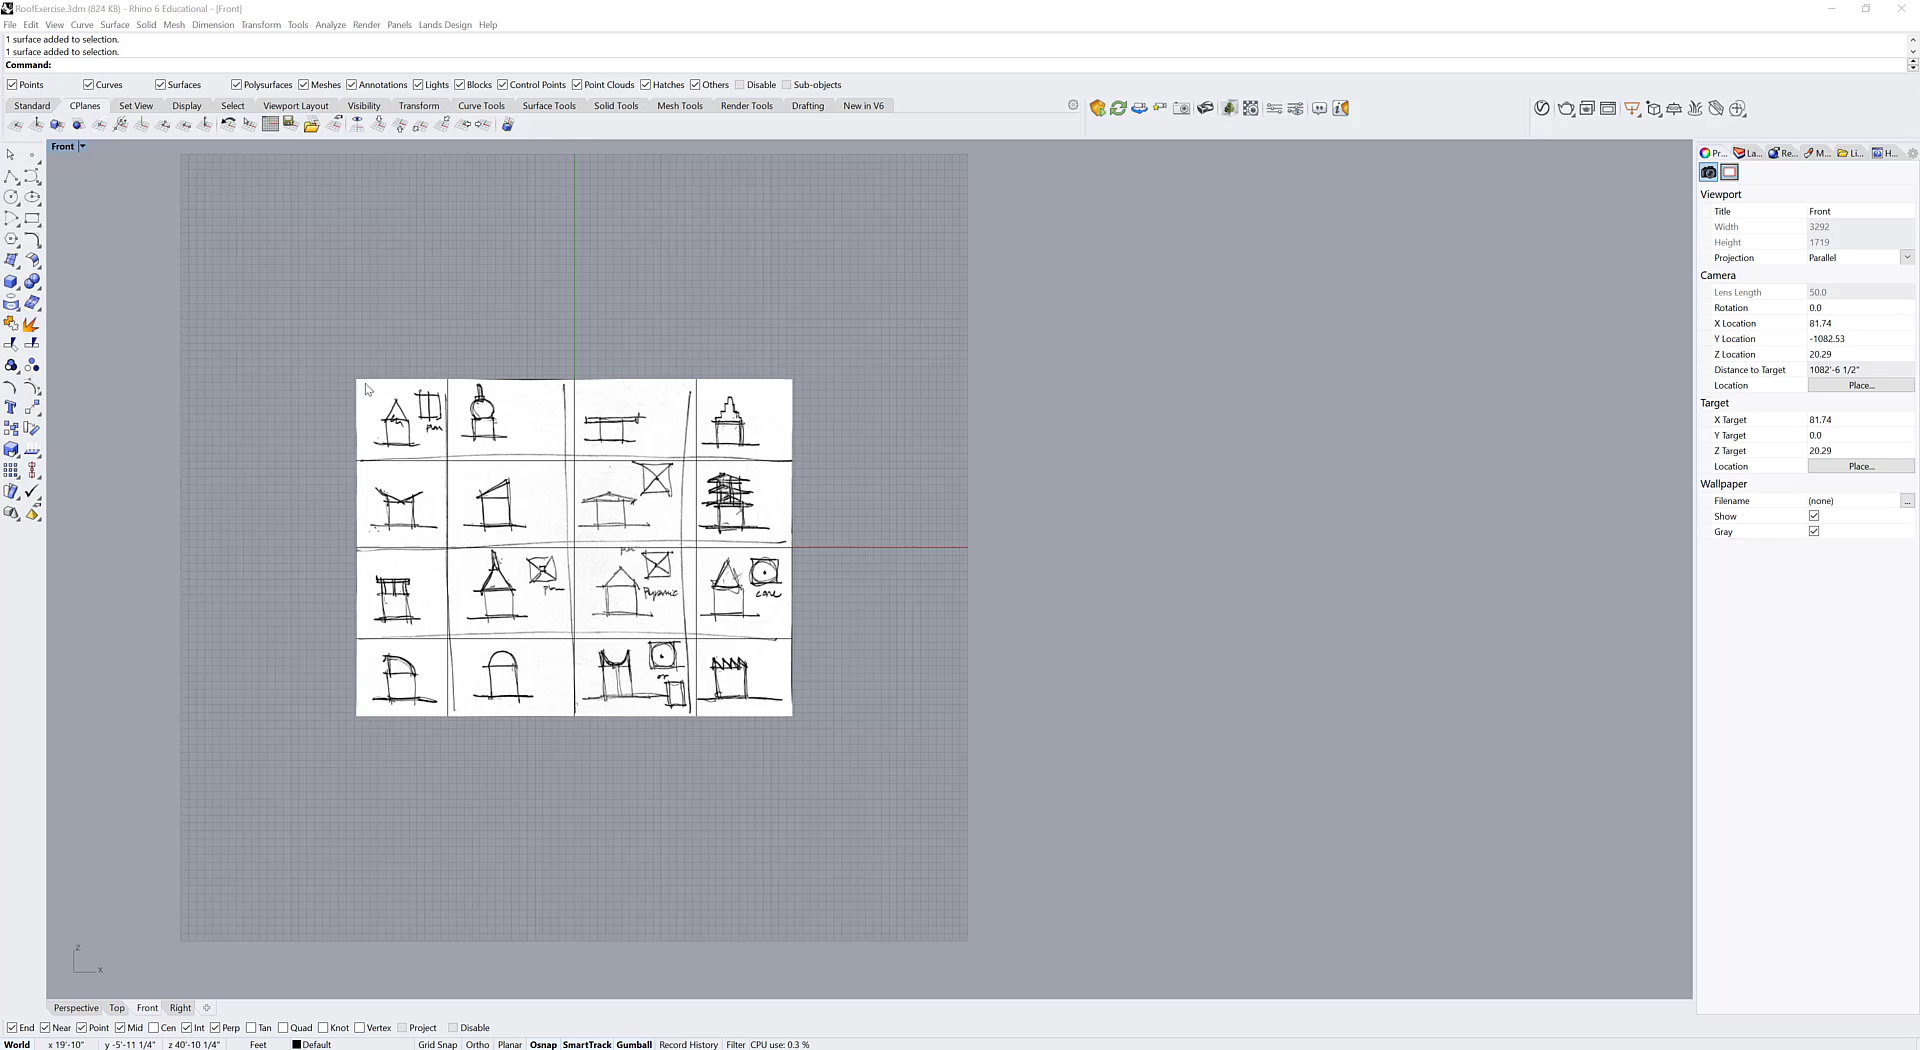 RoofExercise.3dm (824 KB) - Rhino 6 Educational - [Front]
File Edit View Curve Surface Solid Mesh Dimension Transform Tools Analyze Render Panels Lands Design Help
1 surface added to selection.
1 surface added to selection.
Command:
Points Curves Surfaces Polysurfaces Meshes Annotations Lights Blocks Control Points Point Clouds Hatches Others Disable Sub-objects
Standard CPlanes Set View Display Select Viewport Layout Visibility Transform Curve Tools Surface Tools Solid Tools Mesh Tools Render Tools Drafting New in V6
Front
Pr... La... Re... M... Li... H...
Viewport
Title Front
Width 3292
Height 1719
Projection Parallel
Camera
Lens Length 50.0
Rotation 0.0
X Location 81.74
Y Location -1082.53
Z Location 20.29
Distance to Target 1082'-6 1/2"
Location Place...
Target
X Target 81.74
Y Target 0.0
Z Target 20.29
Location Place...
Wallpaper
Filename (none) ...
Show
Gray
plan
plan
cone
or
z
x
Perspective Top Front Right
End Near Point Mid Cen Int Perp Tan Quad Knot Vertex Project Disable
World x 19'-10" y -5'-11 1/4" z 40'-10 1/4" Feet Default Grid Snap Ortho Planar Osnap SmartTrack Gumball Record History Filter CPU use: 0.3 %